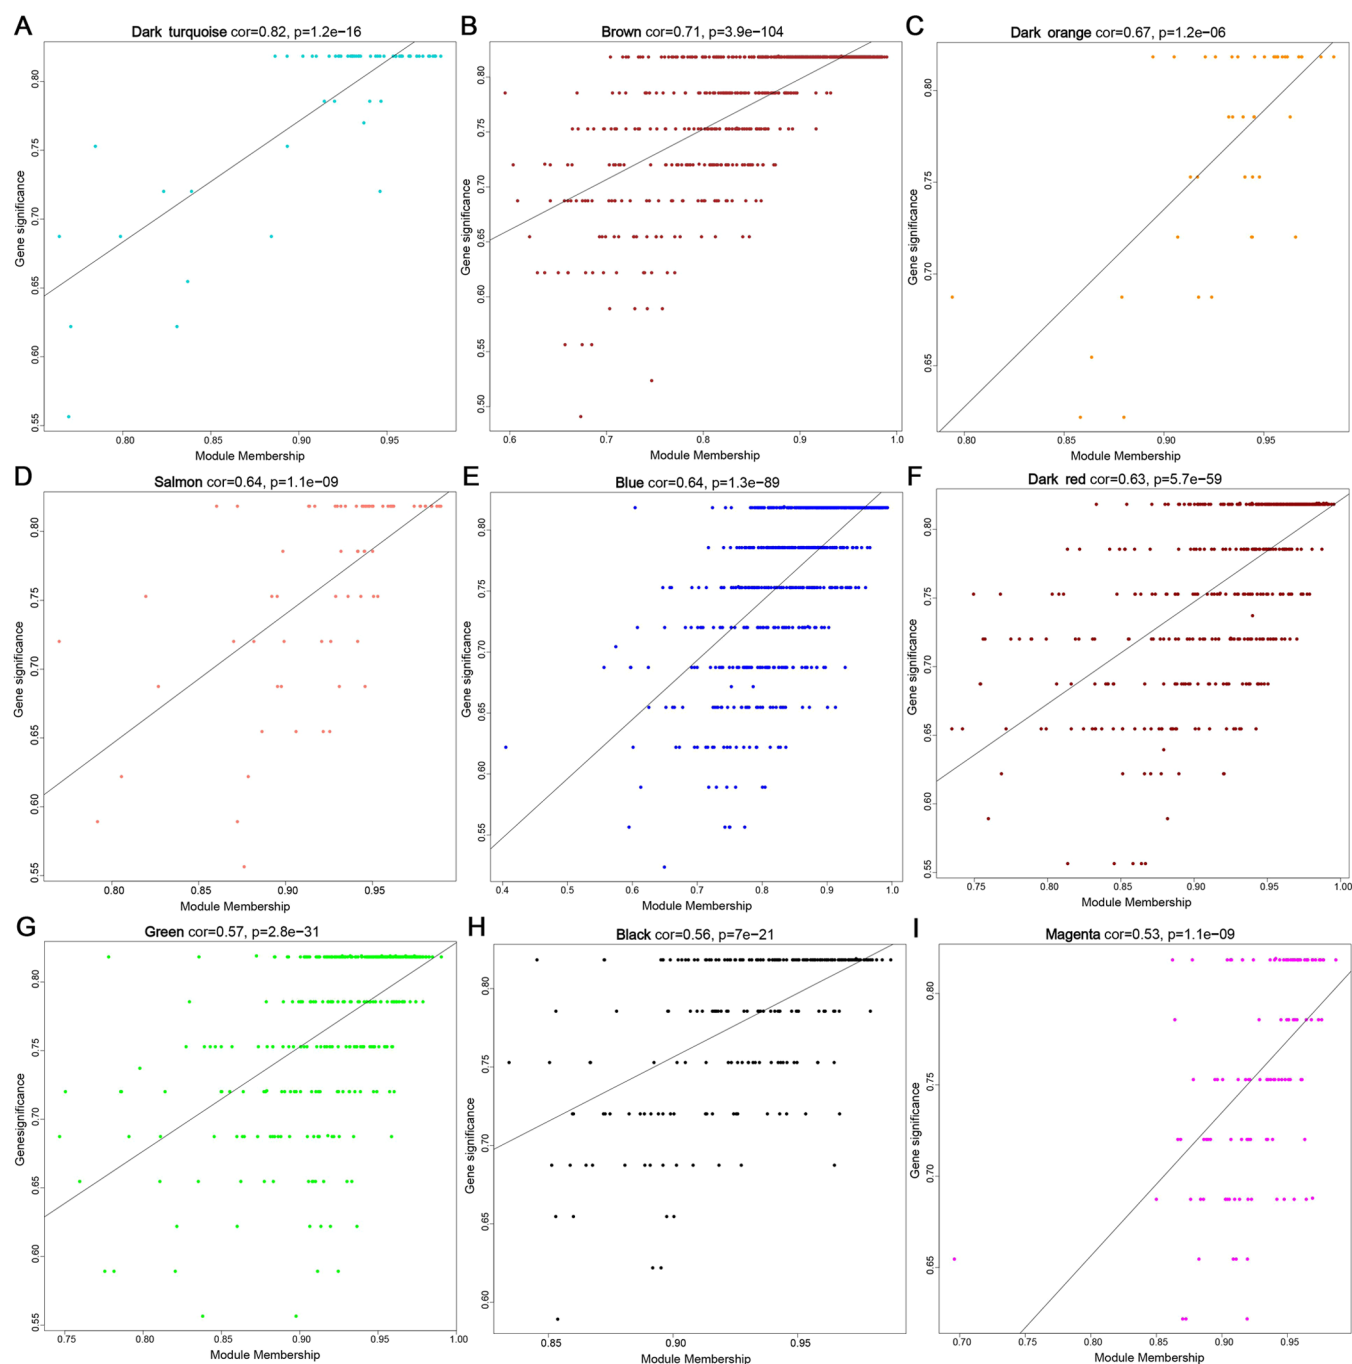 A
Dark turquoise cor=0.82, p=1.2e−16
Gene significance
0.80
0.75
0.70
0.65
0.60
0.55
0.80 0.85 0.90 0.95
Module Membership
B
Brown cor=0.71, p=3.9e−104
Gene significance
0.80
0.75
0.70
0.65
0.60
0.55
0.50
0.6 0.7 0.8 0.9 1.0
Module Membership
C
Dark orange cor=0.67, p=1.2e−06
Gene significance
0.80
0.75
0.70
0.65
0.80 0.85 0.90 0.95
Module Membership
D
Salmon cor=0.64, p=1.1e−09
Gene significance
0.80
0.75
0.70
0.65
0.60
0.55
0.80 0.85 0.90 0.95
Module Membership
E
Blue cor=0.64, p=1.3e−89
Gene significance
0.80
0.75
0.70
0.65
0.60
0.55
0.4 0.5 0.6 0.7 0.8 0.9 1.0
Module Membership
F
Dark red cor=0.63, p=5.7e−59
Gene significance
0.80
0.75
0.70
0.65
0.60
0.55
0.75 0.80 0.85 0.90 0.95 1.00
Module Membership
G
Green cor=0.57, p=2.8e−31
Genesignificance
0.80
0.75
0.70
0.65
0.60
0.55
0.75 0.80 0.85 0.90 0.95 1.00
Module Membership
H
Black cor=0.56, p=7e−21
Gene significance
0.80
0.75
0.70
0.65
0.60
0.85 0.90 0.95
Module Membership
I
Magenta cor=0.53, p=1.1e−09
Gene significance
0.80
0.75
0.70
0.65
0.70 0.75 0.80 0.85 0.90 0.95
Module Membership